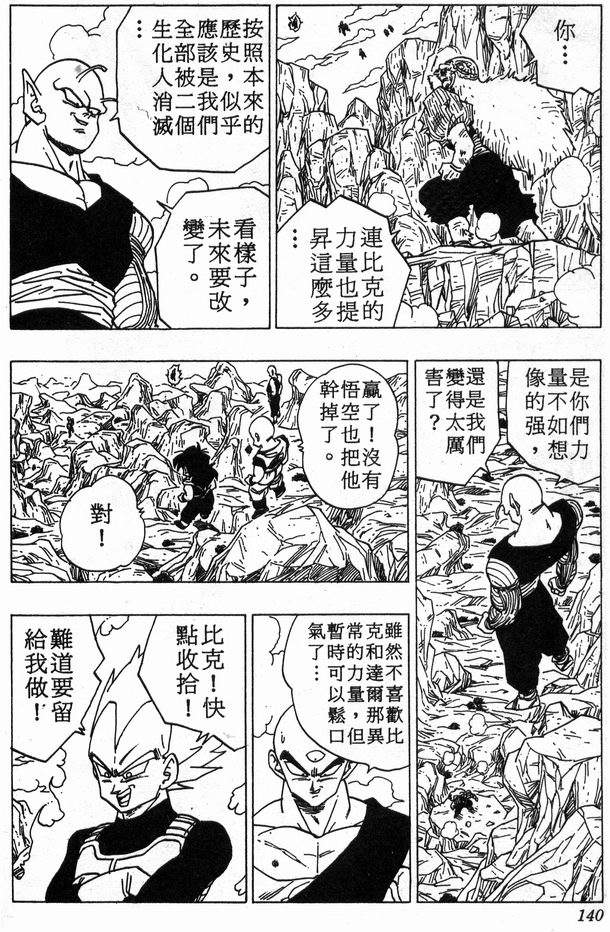 你…
連比克的
力量也提
昇這麼多
…
按照本來的
歷史，似乎
應該是我們
全部被二個
生化人消滅
…
看樣子，
未來要改
變了。
是你們力
量不如想
像的强，
還是我們
變得太厲
害了？
贏了！沒有
悟空也把他
幹掉了。
對！
雖然不喜歡比
克和達爾那異
常的力量，但
暫時可以鬆口
氣了…
比克！快
點收拾！
難道要留
給我做！
140